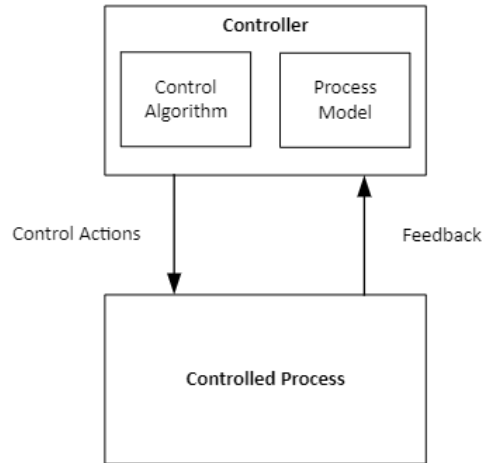 Controller
Control
Algorithm
Process
Model
Control Actions
Feedback
Controlled Process